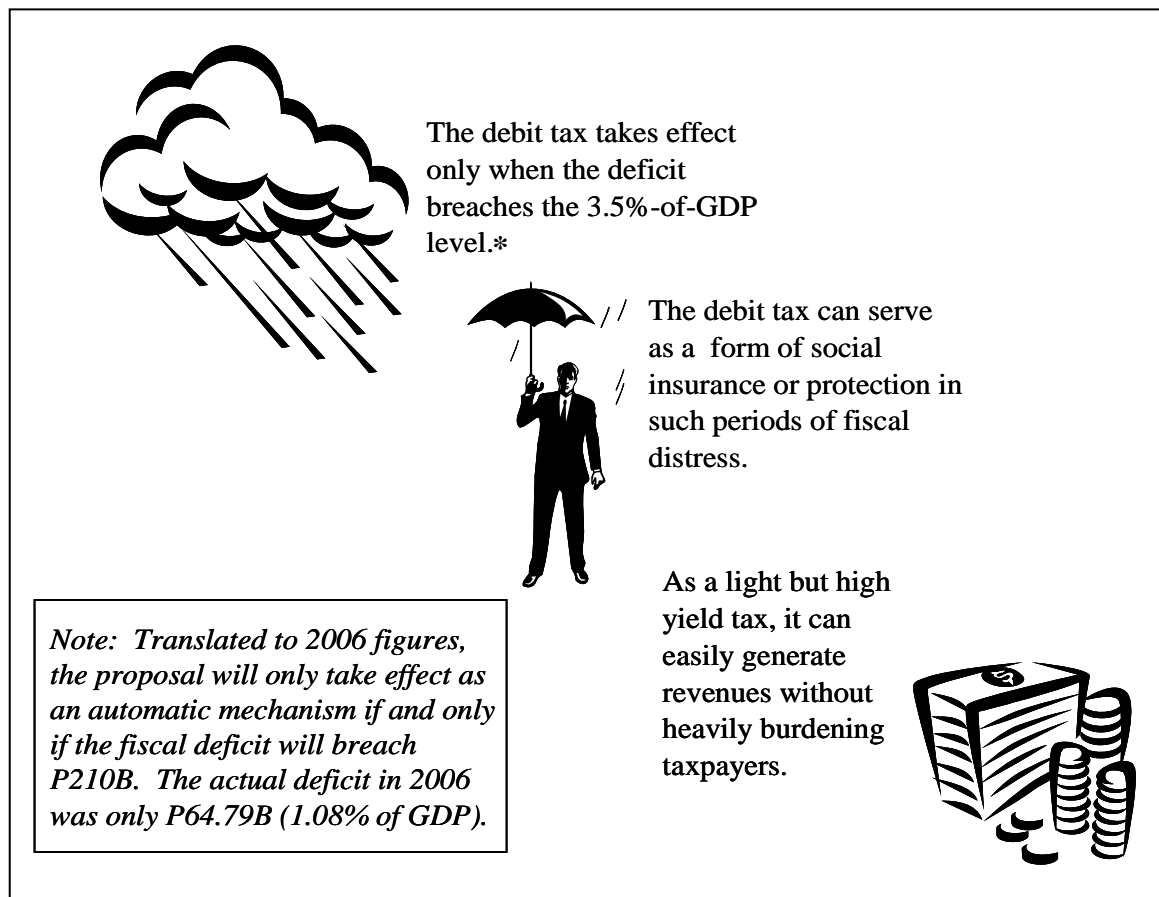 The debit tax takes effect
only when the deficit
breaches the 3.5%-of-GDP
level.*
The debit tax can serve
as a form of social
insurance or protection in
such periods of fiscal
distress.
As a light but high
yield tax, it can
easily generate
revenues without
heavily burdening
taxpayers.
Note: Translated to 2006 figures,
the proposal will only take effect as
an automatic mechanism if and only
if the fiscal deficit will breach
P210B. The actual deficit in 2006
was only P64.79B (1.08% of GDP).